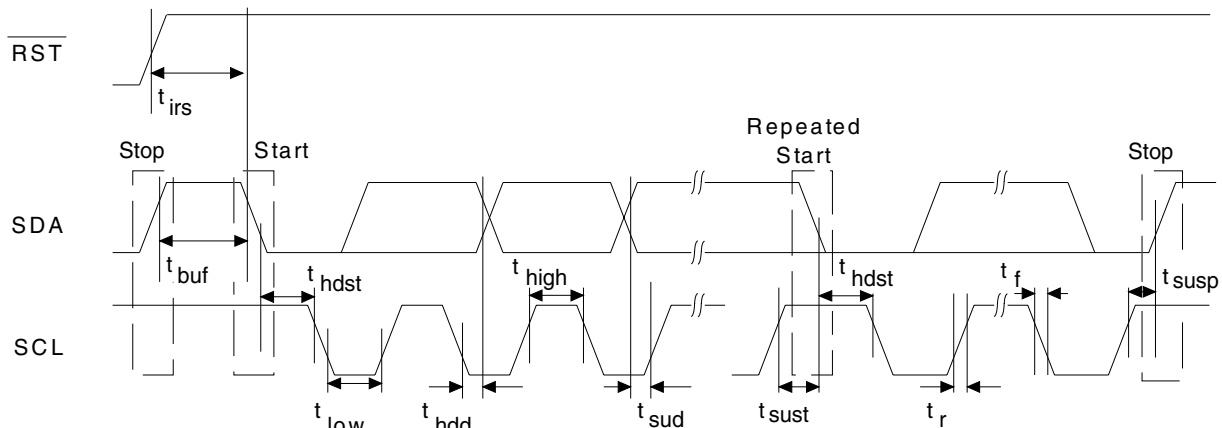 RST
t irs
Repeated
Stop
Start
Start
Stop
SDA
t buf
t hdst
t high
t hdst
t f
t susp
SCL
t low
t hdd
t sud
t sust
t r